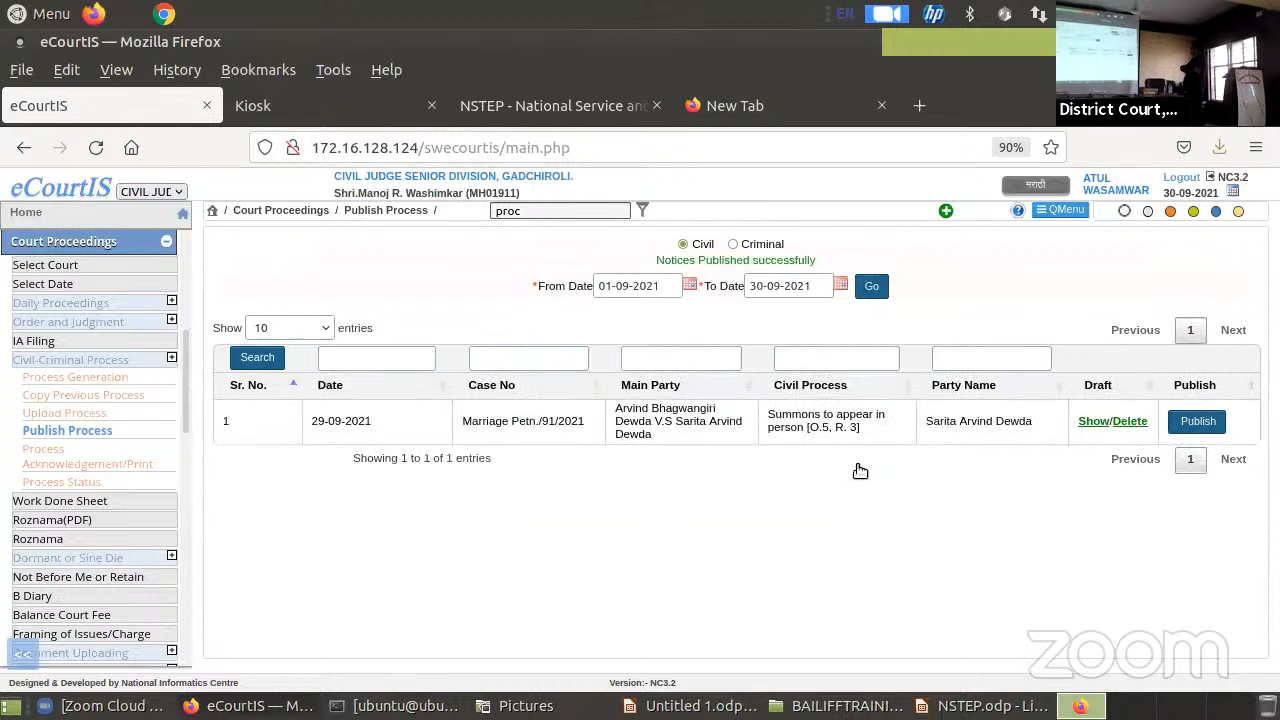 Menu
EN
hp
eCourtIS — Mozilla Firefox
File Edit View History Bookmarks Tools Help
eCourtIS
Kiosk
NSTEP - National Service and
New Tab
District Court,...
172.16.128.124/swecourtis/main.php
90%
eCourtIS
CIVIL JUD
CIVIL JUDGE SENIOR DIVISION, GADCHIROLI.
Shri.Manoj R. Washimkar (MH01911)
मराठी
ATUL WASAMWAR
Logout NC3.2
30-09-2021
Home
/ Court Proceedings / Publish Process /
proc
QMenu
Court Proceedings
Select Court
Select Date
Daily Proceedings
Order and Judgment
IA Filing
Civil-Criminal Process
Process Generation
Copy Previous Process
Upload Process
Publish Process
Process
Acknowledgement/Print
Process Status
Work Done Sheet
Roznama(PDF)
Roznama
Dormant or Sine Die
Not Before Me or Retain
B Diary
Balance Court Fee
Framing of Issues/Charge
<<
Uploading
Civil Criminal
Notices Published successfully
*From Date 01-09-2021 *To Date 30-09-2021 Go
Show 10 entries
Previous 1 Next
Search
Sr. No. Date Case No Main Party Civil Process Party Name Draft Publish
1 29-09-2021 Marriage Petn./91/2021
Arvind Bhagwangiri
Dewda V.S Sarita Arvind
Dewda
Summons to appear in
person [O.5, R. 3]
Sarita Arvind Dewda Show/Delete Publish
Showing 1 to 1 of 1 entries
Previous 1 Next
zoom
Designed & Developed by National Informatics Centre
Version:- NC3.2
[Zoom Cloud ...
eCourtIS — M...
[ubuntu@ubu...
Pictures
Untitled 1.odp...
BAILIFFTRAINI...
NSTEP.odp - Li...